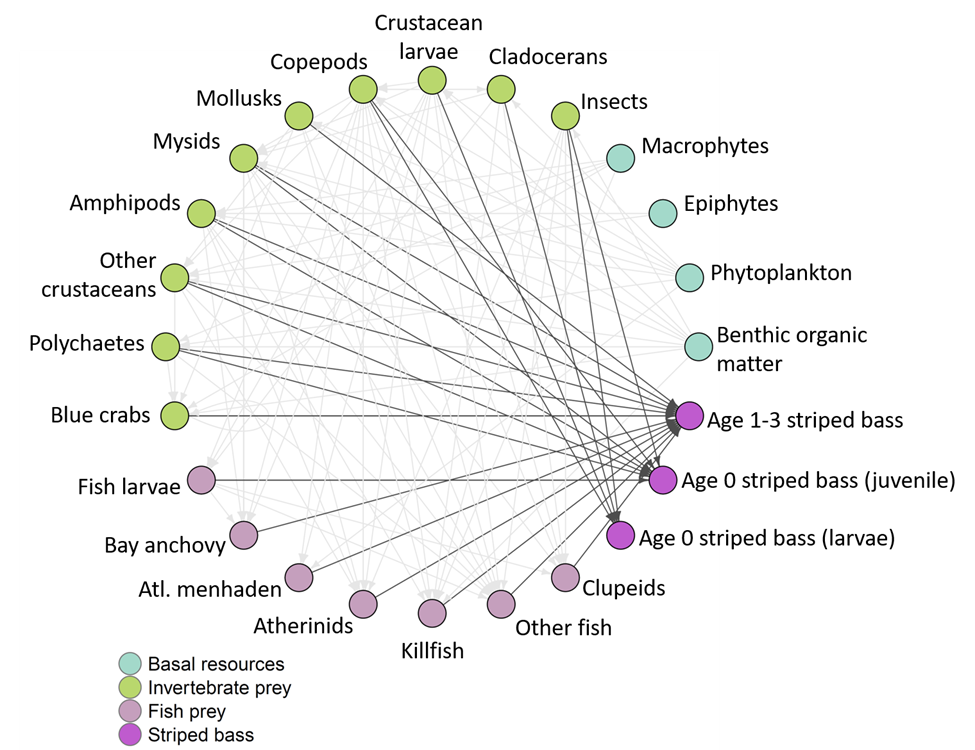 Crustacean
larvae
Copepods
Cladocerans
Mollusks
Insects
Mysids
Macrophytes
Amphipods
Epiphytes
Other
crustaceans
Phytoplankton
Polychaetes
Benthic organic
matter
Blue crabs
Age 1-3 striped bass
Fish larvae
Age 0 striped bass (juvenile)
Bay anchovy
Age 0 striped bass (larvae)
Atl. menhaden
Clupeids
Atherinids
Other fish
Killfish
Basal resources
Invertebrate prey
Fish prey
Striped bass